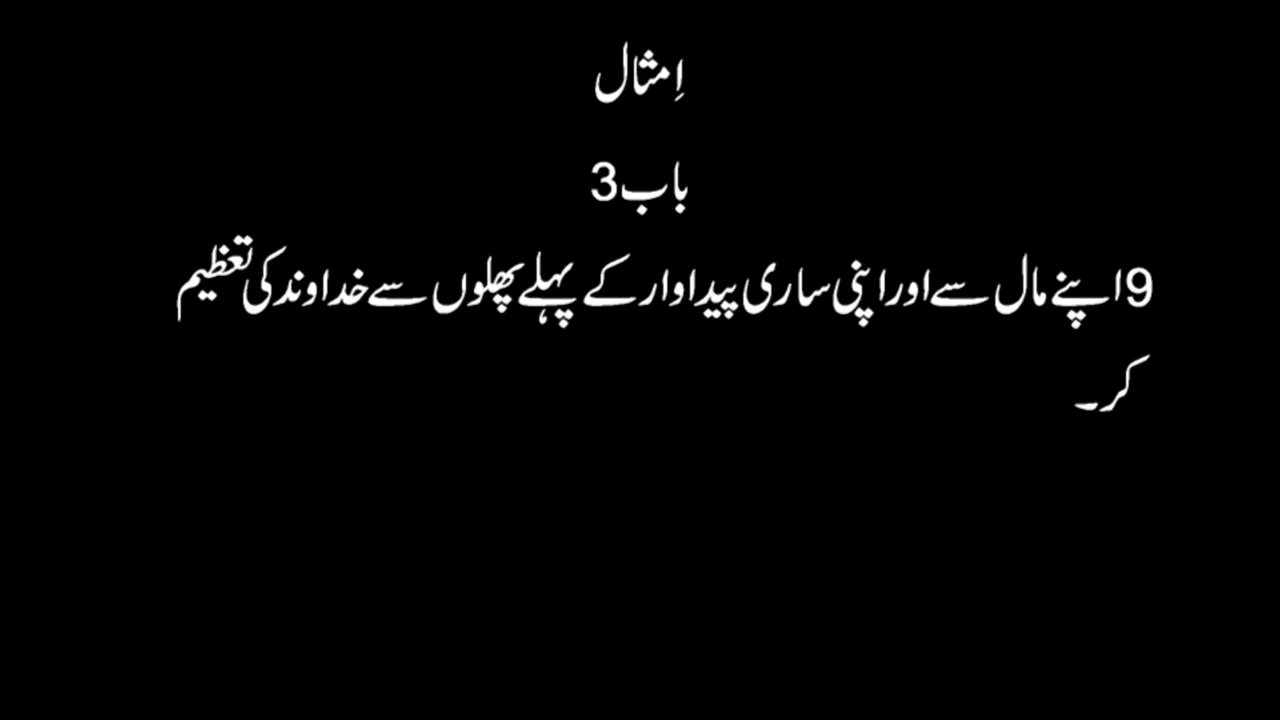 اِمثال
باب 3
9 اپنے مال سے اور اپنی ساری پیداوار کے پہلے پھلوں سے خداوند کی تعظیم
کر۔